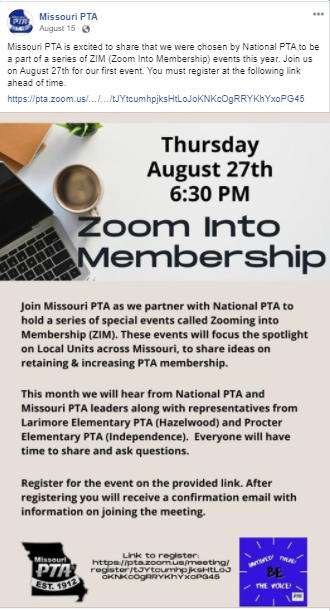 Missouri PTA
August 15 ·
Missouri PTA is excited to share that we were chosen by National PTA to be
a part of a series of ZIM (Zoom Into Membership) events this year. Join us
on August 27th for our first event. You must register at the following link
ahead of time.
https://pta.zoom.us/.../.../tJYtcumhpjksHtLoJoKNKcOgRRYKhYxoPG45
Thursday
August 27th
6:30 PM
Zoom Into
Membership
Join Missouri PTA as we partner with National PTA to
hold a series of special events called Zooming into
Membership (ZIM). These events will focus the spotlight
on Local Units across Missouri, to share ideas on
retaining & increasing PTA membership.
This month we will hear from National PTA and
Missouri PTA leaders along with representatives from
Larimore Elementary PTA (Hazelwood) and Procter
Elementary PTA (Independence). Everyone will have
time to share and ask questions.
Register for the event on the provided link. After
registering you will receive a confirmation email with
information on joining the meeting.
Missouri
PTA
EST. 1912
Link to register:
https://pta.zoom.us/meeting/
register/tJYtcumhpjksHtLoJ
oKNKcOgRRYKhYxoPG45
BE
THE VOICE!